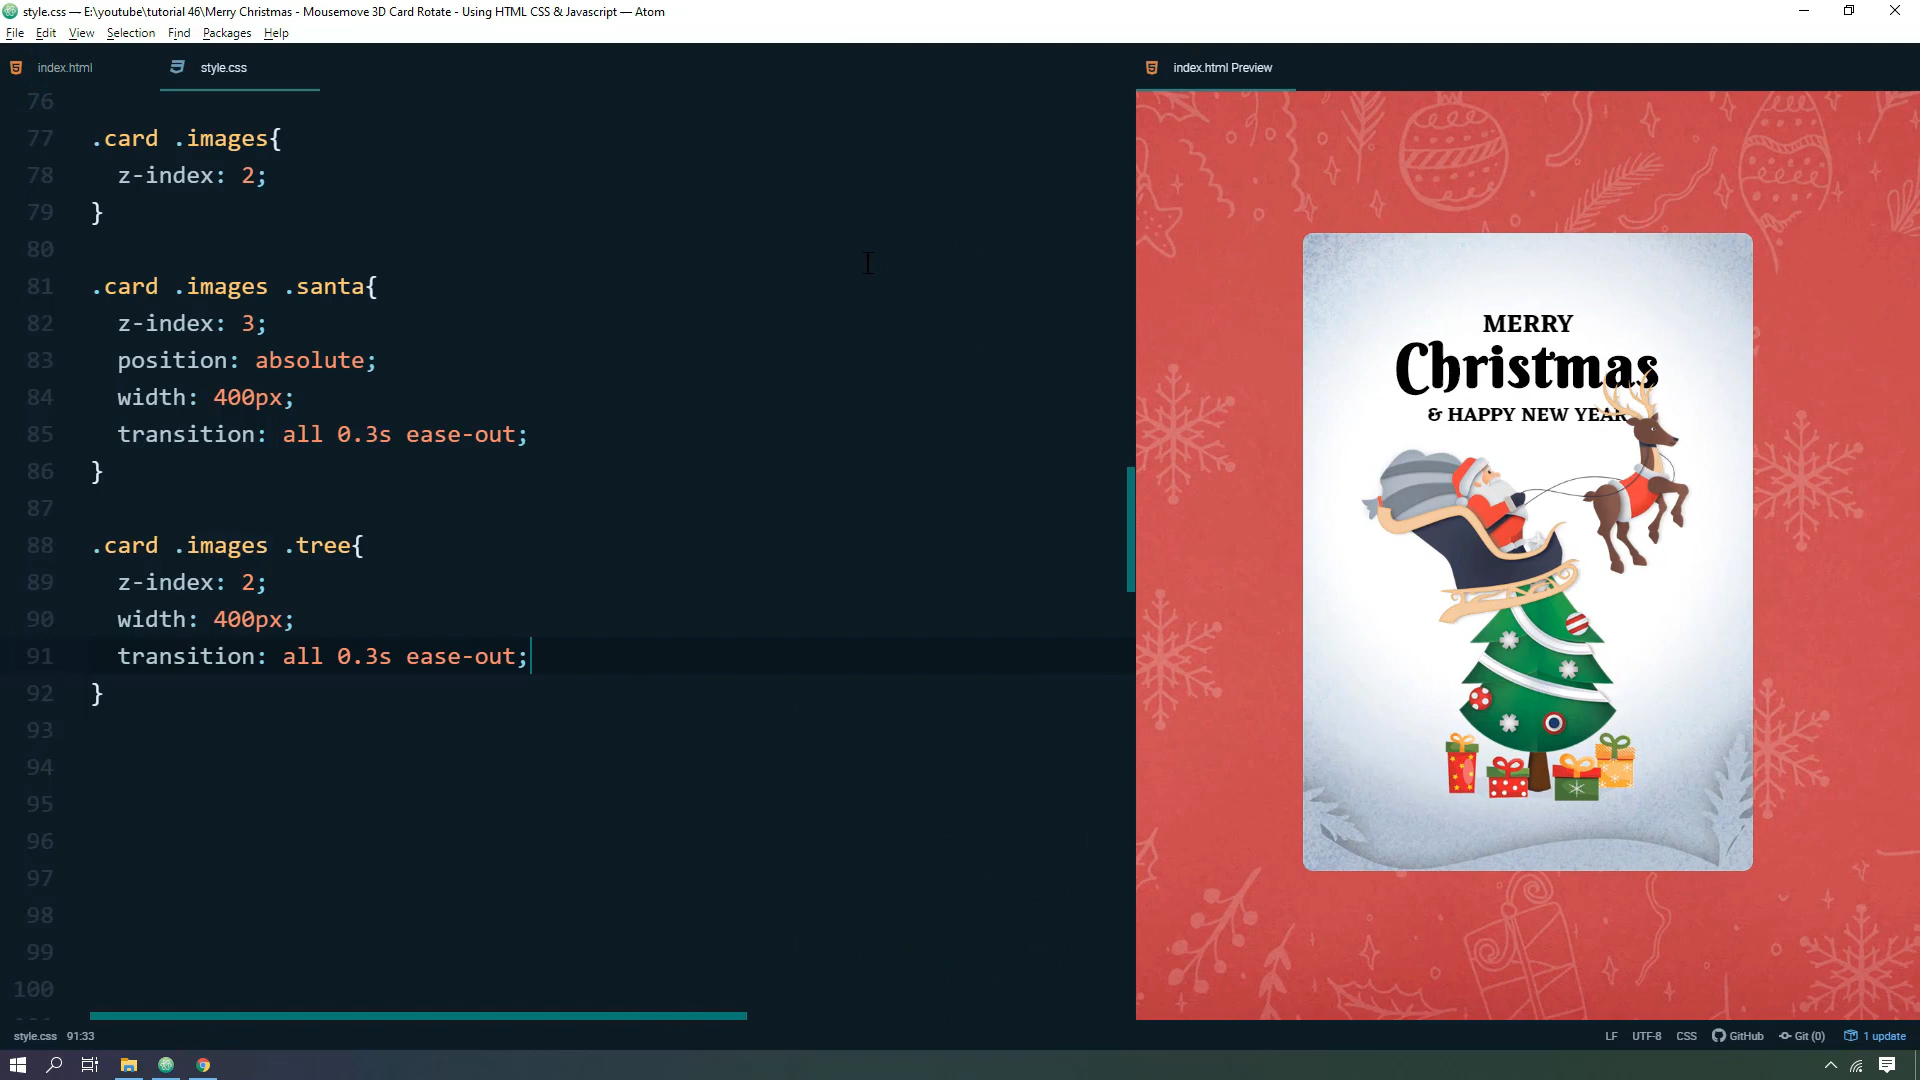 style.css — E:\youtube\tutorial 46\Merry Christmas - Mousemove 3D Card Rotate - Using HTML CSS & Javascript — Atom
File Edit View Selection Find Packages Help
index.html style.css
76
77 .card .images{
78 z-index: 2;
79 }
80
81 .card .images .santa{
82 z-index: 3;
83 position: absolute;
84 width: 400px;
85 transition: all 0.3s ease-out;
86 }
87
88 .card .images .tree{
89 z-index: 2;
90 width: 400px;
91 transition: all 0.3s ease-out;
92 }
93
94
95
96
97
98
99
100
index.html Preview
MERRY
Christmas
& HAPPY NEW YEAR
style.css 91:33
LF UTF-8 CSS GitHub Git (0) 1 update